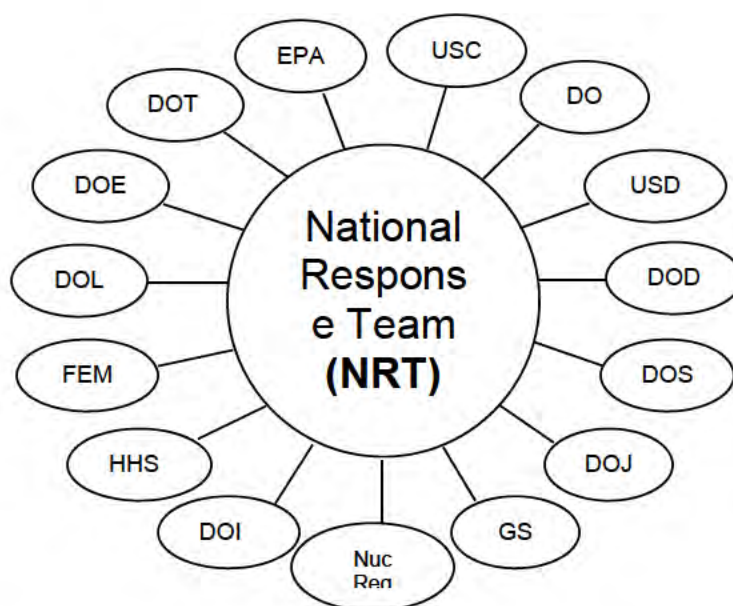 EPA
USC
DO
USD
DOD
DOS
DOJ
GS
Nuc
Reg
DOI
HHS
FEM
DOL
DOE
DOT
National
Respons
e Team
(NRT)